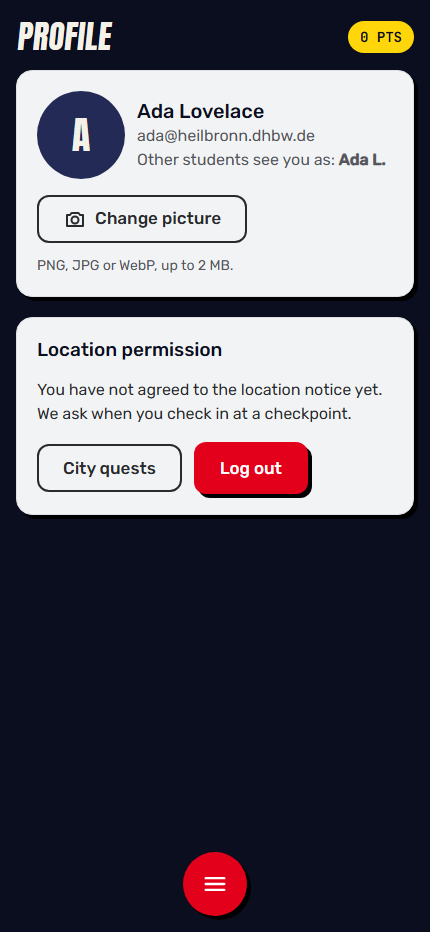 PROFILE
0 PTS
A
Ada Lovelace
ada@heilbronn.dhbw.de
Other students see you as: Ada L.
Change picture
PNG, JPG or WebP, up to 2 MB.
Location permission
You have not agreed to the location notice yet.
We ask when you check in at a checkpoint.
City quests
Log out